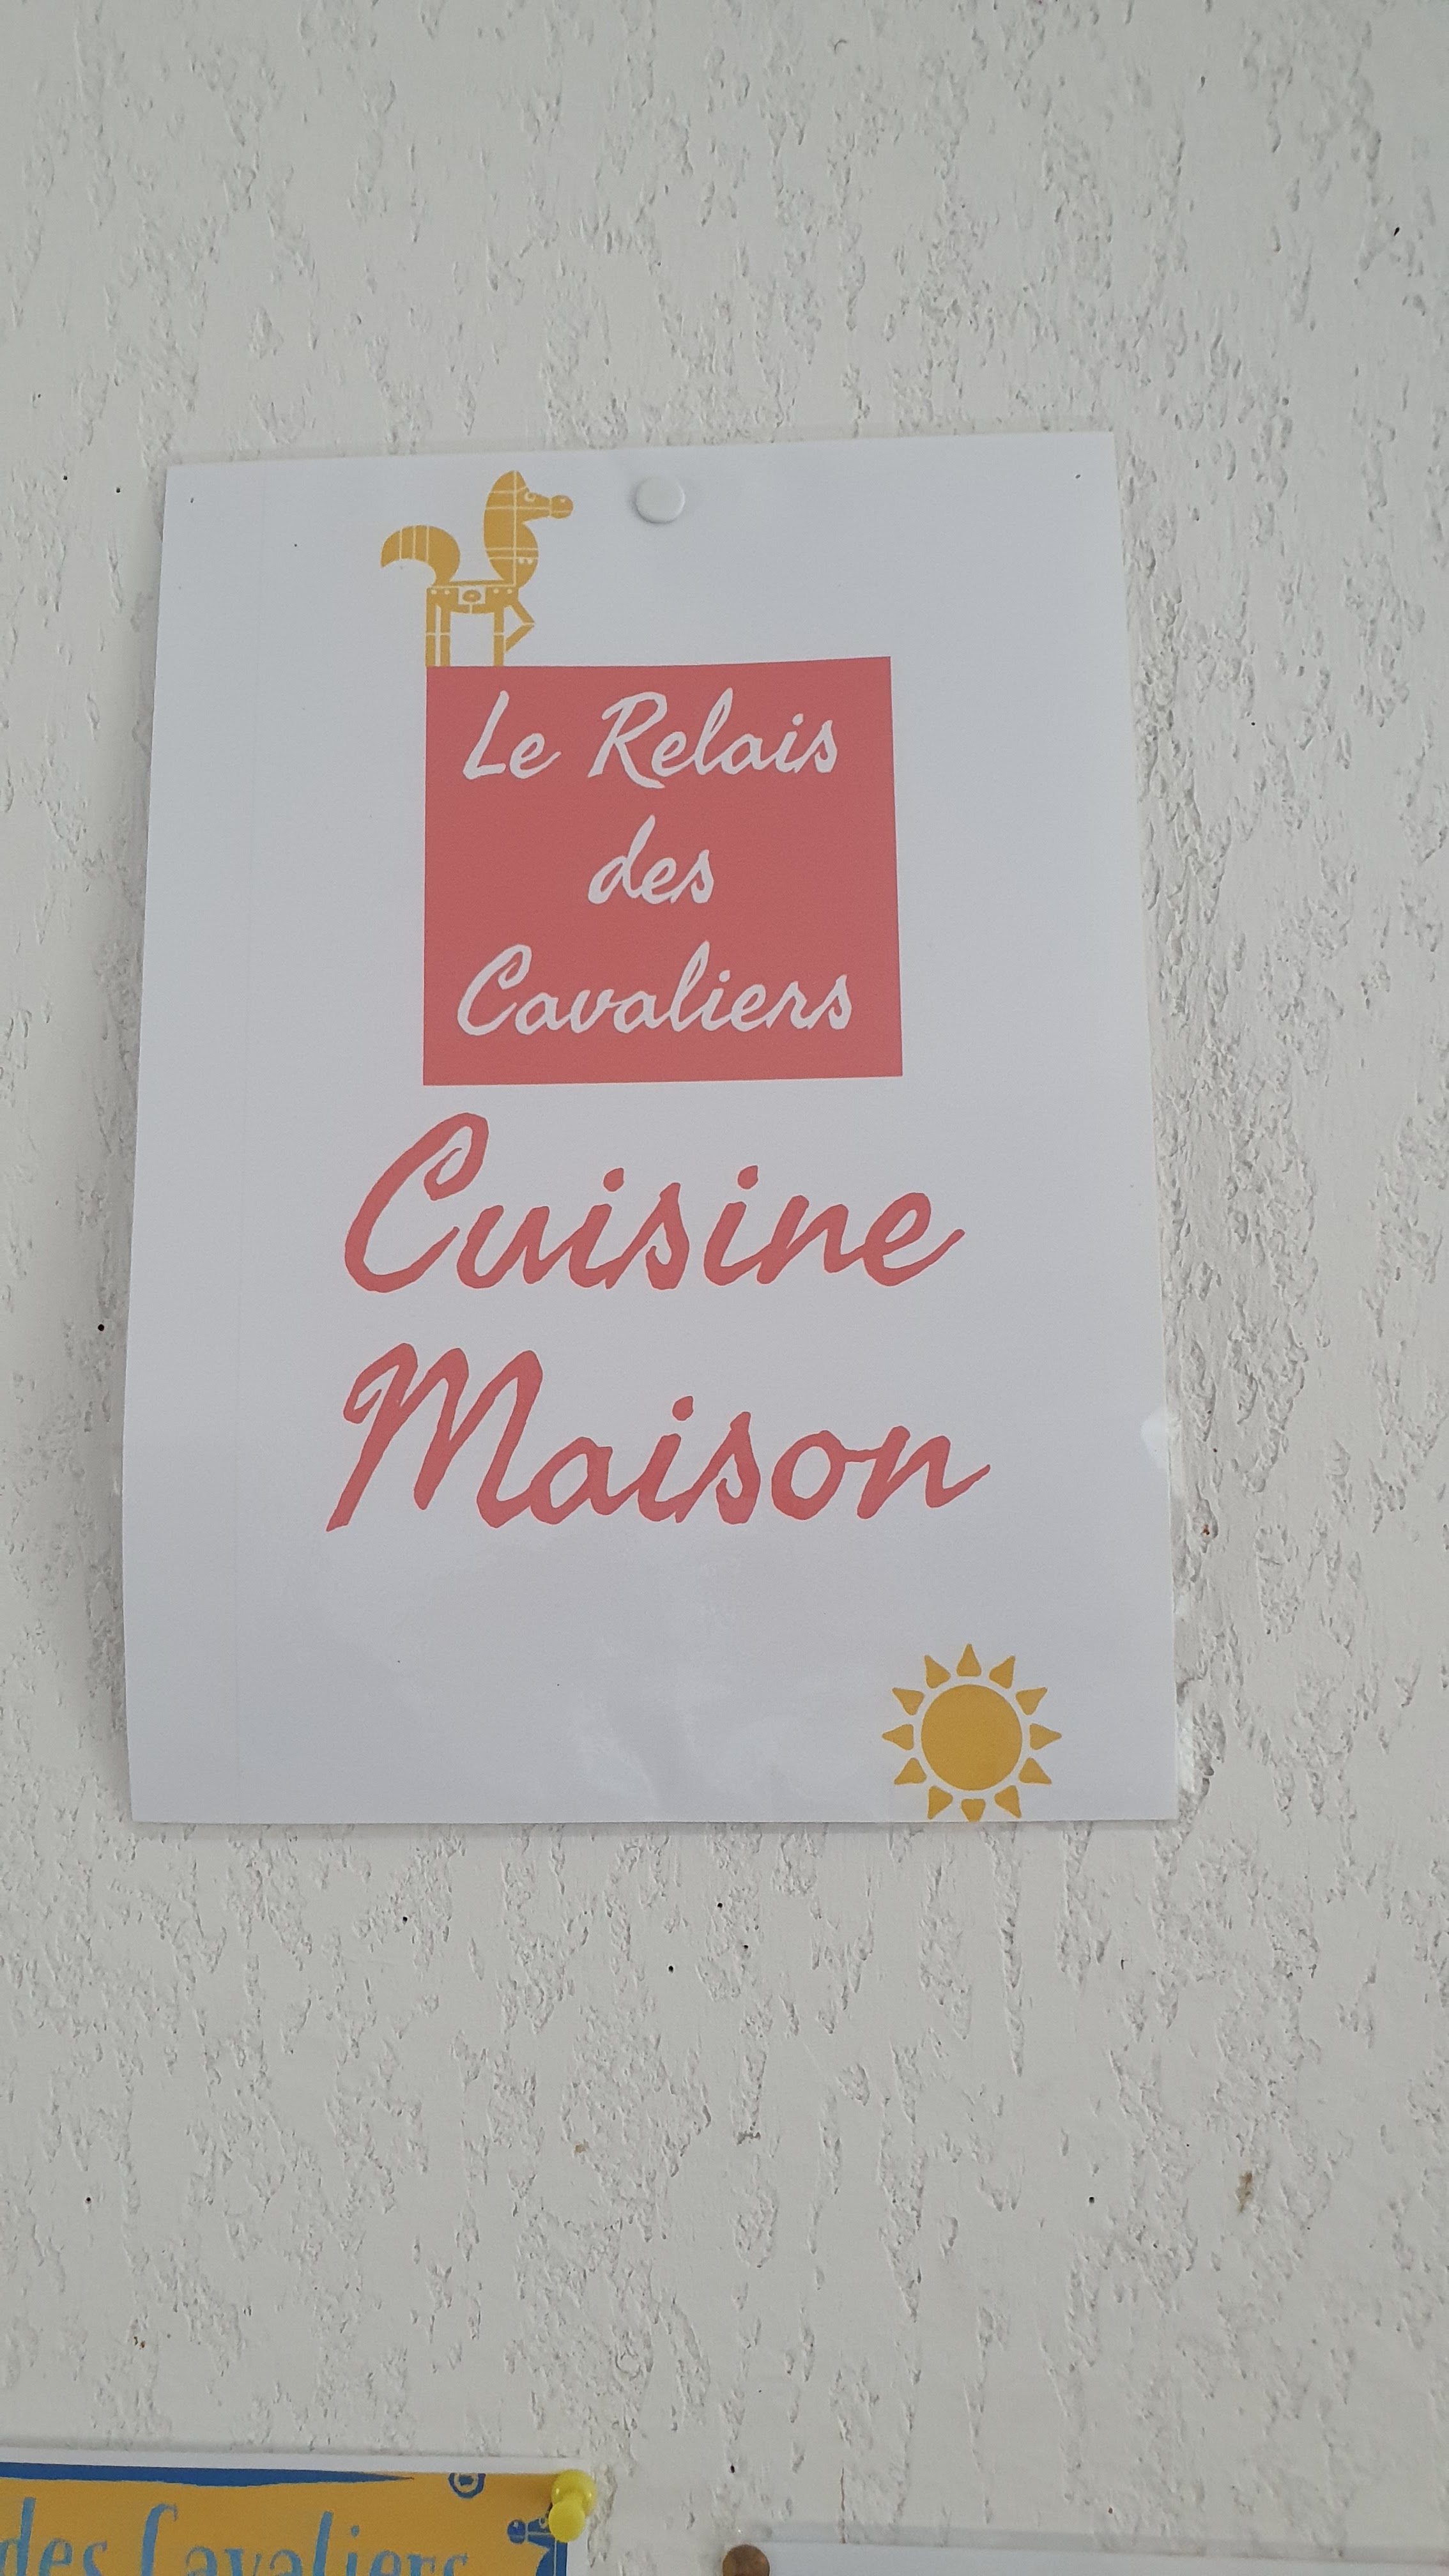 Le Relais
des
Cavaliers
Cuisine
Maison
des Cavaliers